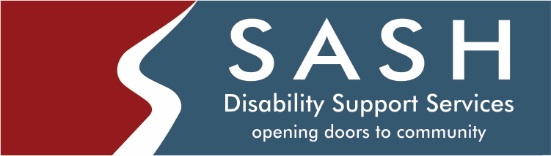 SASH
Disability Support Services
opening doors to community